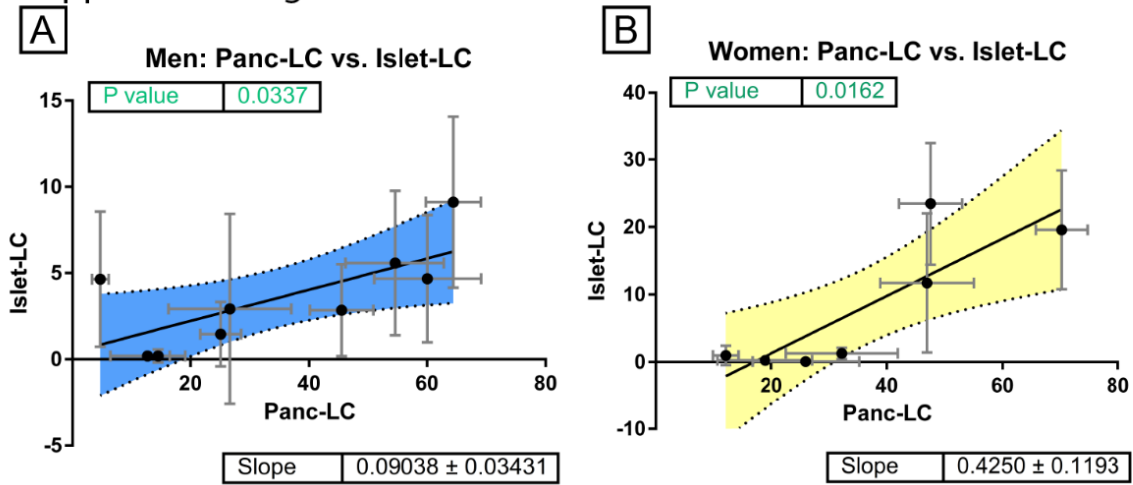 A
Men: Panc-LC vs. Islet-LC
P value 0.0337
15
10
5
0
-5
Islet-LC
20 40 60 80
Panc-LC
Slope 0.09038 ± 0.03431
B
Women: Panc-LC vs. Islet-LC
P value 0.0162
40
30
20
10
0
-10
Islet-LC
20 40 60 80
Panc-LC
Slope 0.4250 ± 0.1193